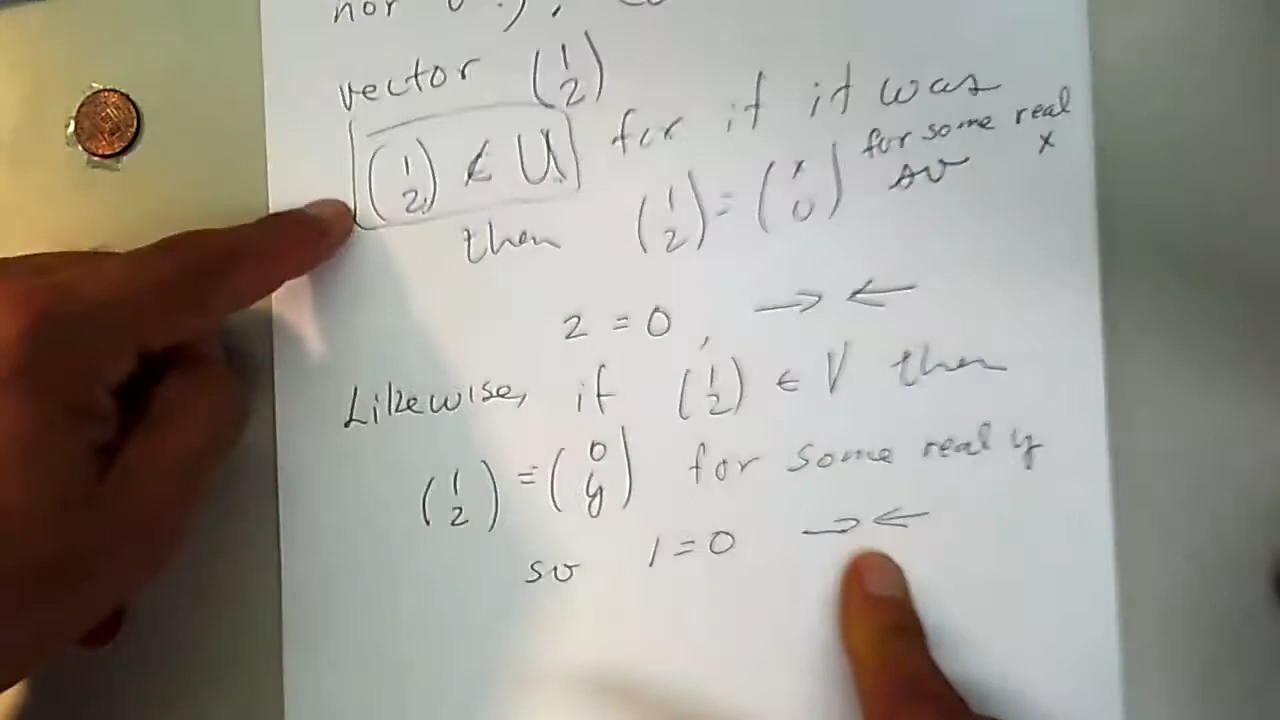 nor
vector (1 2)
(1 2) ∉ U for if it was
for some real x
then (1 2) = (x 0) so
2 = 0, →←
Likewise, if (1 2) ∈ V then
(1 2) = (0 y) for some real y
so 1 = 0 →←